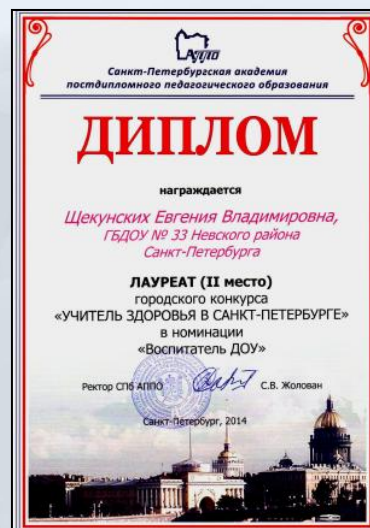 АППО
Санкт-Петербургская академия
постдипломного педагогического образования
ДИПЛОМ
награждается
Щекунских Евгения Владимировна,
ГБДОУ № 33 Невского района
Санкт-Петербурга
ЛАУРЕАТ (II место)
городского конкурса
«УЧИТЕЛЬ ЗДОРОВЬЯ В САНКТ-ПЕТЕРБУРГЕ»
в номинации
«Воспитатель ДОУ»
Ректор СПб АППО С.В. Жолован
Санкт-Петербург, 2014